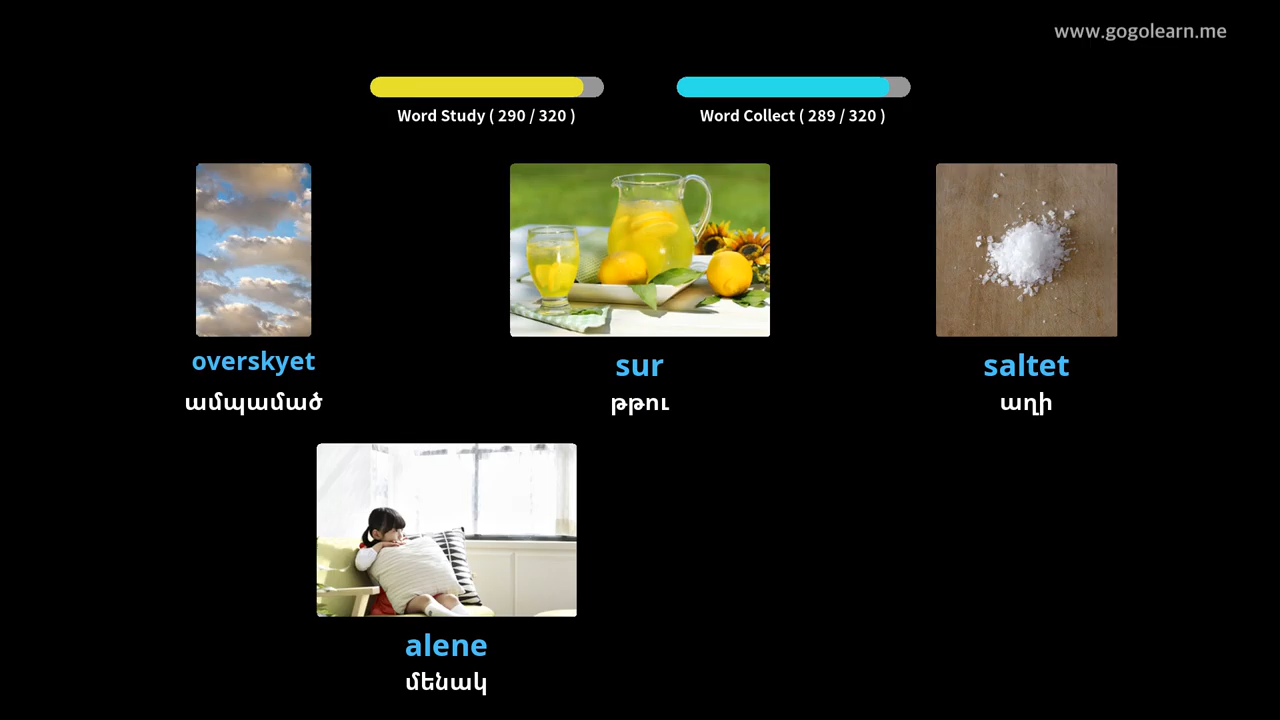 www.gogolearn.me
Word Study ( 290 / 320 )
Word Collect ( 289 / 320 )
overskyet
ամպամած
sur
թթու
saltet
աղի
alene
մենակ